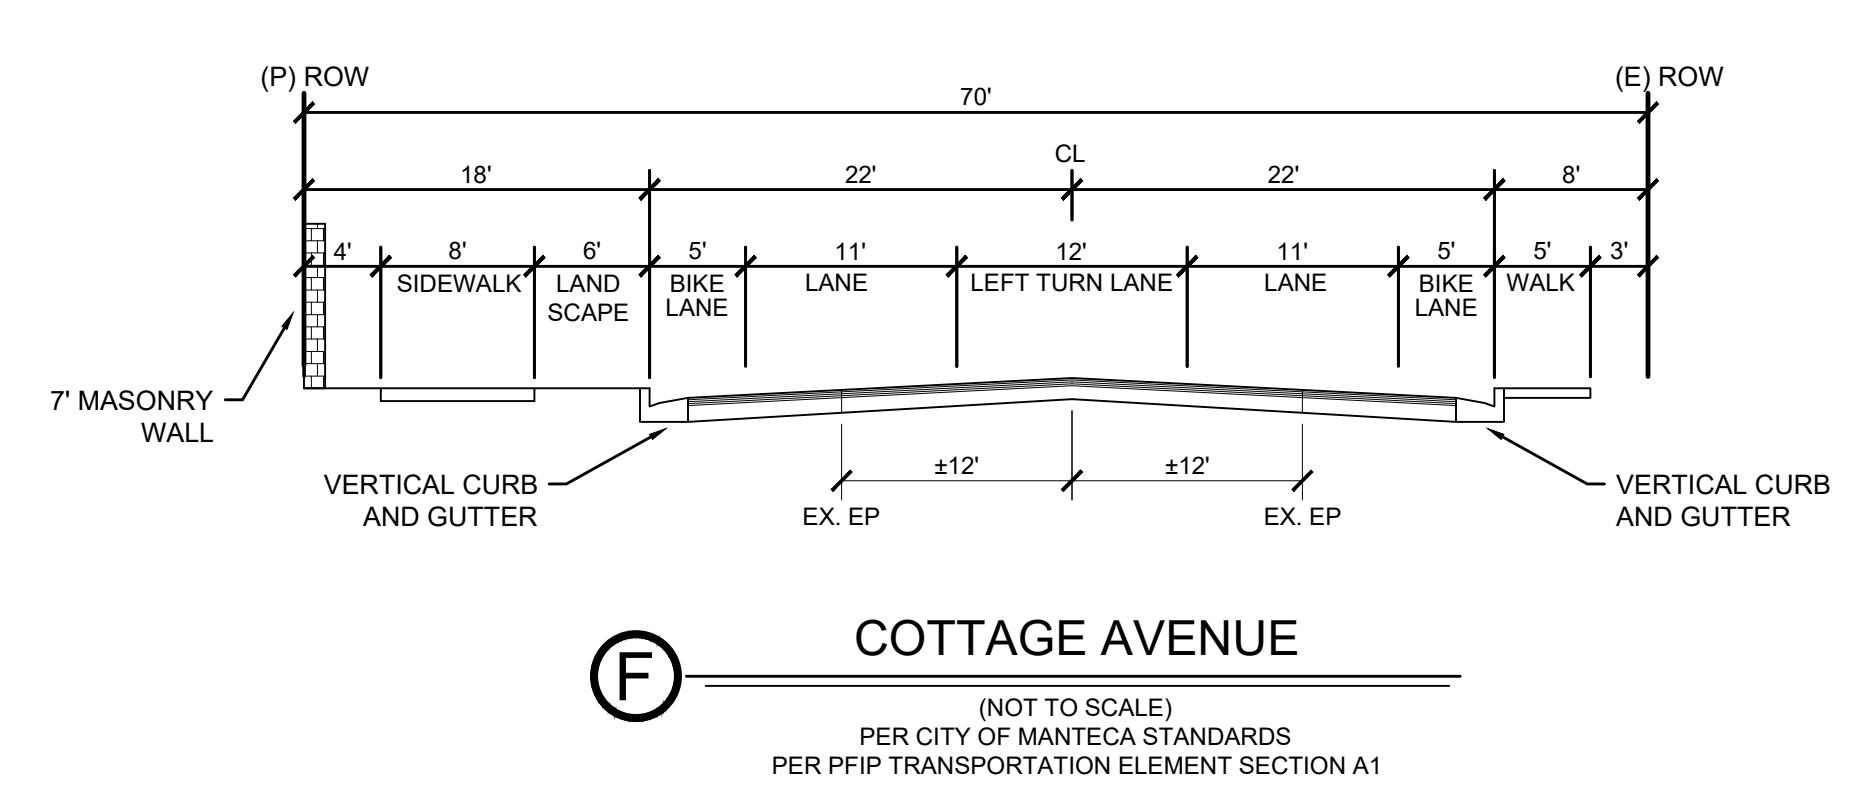 (P) ROW
(E) ROW
70'
CL
18'
22'
22'
8'
4'
8'
6'
5'
11'
12'
11'
5'
5'
3'
SIDEWALK
LAND
SCAPE
BIKE
LANE
LANE
LEFT TURN LANE
LANE
BIKE
LANE
WALK
7' MASONRY
WALL
VERTICAL CURB
AND GUTTER
±12'
±12'
EX. EP
EX. EP
VERTICAL CURB
AND GUTTER
F
COTTAGE AVENUE
(NOT TO SCALE)
PER CITY OF MANTECA STANDARDS
PER PFIP TRANSPORTATION ELEMENT SECTION A1